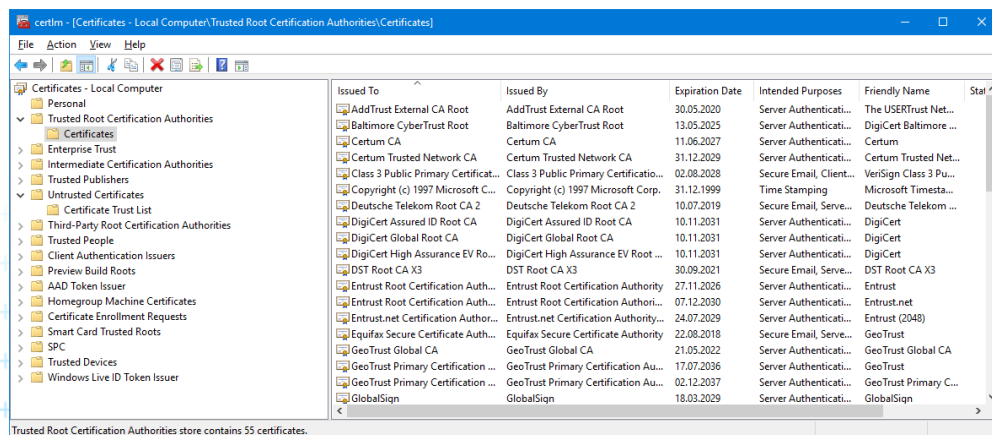 certlm - [Certificates - Local Computer\Trusted Root Certification Authorities\Certificates]
File Action View Help
Certificates - Local Computer
Personal
Trusted Root Certification Authorities
Certificates
Enterprise Trust
Intermediate Certification Authorities
Trusted Publishers
Untrusted Certificates
Certificate Trust List
Third-Party Root Certification Authorities
Trusted People
Client Authentication Issuers
Preview Build Roots
AAD Token Issuer
Homegroup Machine Certificates
Certificate Enrollment Requests
Smart Card Trusted Roots
SPC
Trusted Devices
Windows Live ID Token Issuer
Issued To Issued By Expiration Date Intended Purposes Friendly Name Stat
AddTrust External CA Root AddTrust External CA Root 30.05.2020 Server Authenticati... The USERTrust Net...
Baltimore CyberTrust Root Baltimore CyberTrust Root 13.05.2025 Server Authenticati... DigiCert Baltimore ...
Certum CA Certum CA 11.06.2027 Server Authenticati... Certum
Certum Trusted Network CA Certum Trusted Network CA 31.12.2029 Server Authenticati... Certum Trusted Net...
Class 3 Public Primary Certificat... Class 3 Public Primary Certificatio... 02.08.2028 Secure Email, Client... VeriSign Class 3 Pu...
Copyright (c) 1997 Microsoft C... Copyright (c) 1997 Microsoft Corp. 31.12.1999 Time Stamping Microsoft Timesta...
Deutsche Telekom Root CA 2 Deutsche Telekom Root CA 2 10.07.2019 Secure Email, Serve... Deutsche Telekom ...
DigiCert Assured ID Root CA DigiCert Assured ID Root CA 10.11.2031 Server Authenticati... DigiCert
DigiCert Global Root CA DigiCert Global Root CA 10.11.2031 Server Authenticati... DigiCert
DigiCert High Assurance EV Ro... DigiCert High Assurance EV Root ... 10.11.2031 Server Authenticati... DigiCert
DST Root CA X3 DST Root CA X3 30.09.2021 Secure Email, Serve... DST Root CA X3
Entrust Root Certification Auth... Entrust Root Certification Authority 27.11.2026 Server Authenticati... Entrust
Entrust Root Certification Auth... Entrust Root Certification Authori... 07.12.2030 Server Authenticati... Entrust.net
Entrust.net Certification Author... Entrust.net Certification Authority... 24.07.2029 Server Authenticati... Entrust (2048)
Equifax Secure Certificate Auth... Equifax Secure Certificate Authority 22.08.2018 Secure Email, Serve... GeoTrust
GeoTrust Global CA GeoTrust Global CA 21.05.2022 Server Authenticati... GeoTrust Global CA
GeoTrust Primary Certification ... GeoTrust Primary Certification Au... 17.07.2036 Server Authenticati... GeoTrust
GeoTrust Primary Certification ... GeoTrust Primary Certification Au... 02.12.2037 Server Authenticati... GeoTrust Primary C...
GlobalSign GlobalSign 18.03.2029 Server Authenticati... GlobalSign
Trusted Root Certification Authorities store contains 55 certificates.